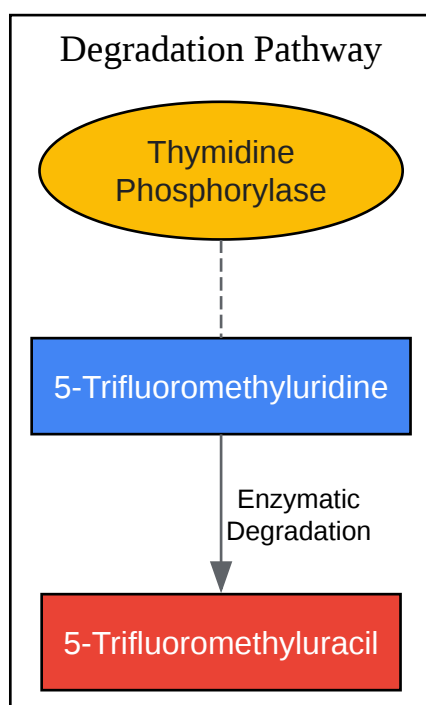 Degradation Pathway
Thymidine
Phosphorylase
5-Trifluoromethyluridine
Enzymatic
Degradation
5-Trifluoromethyluracil